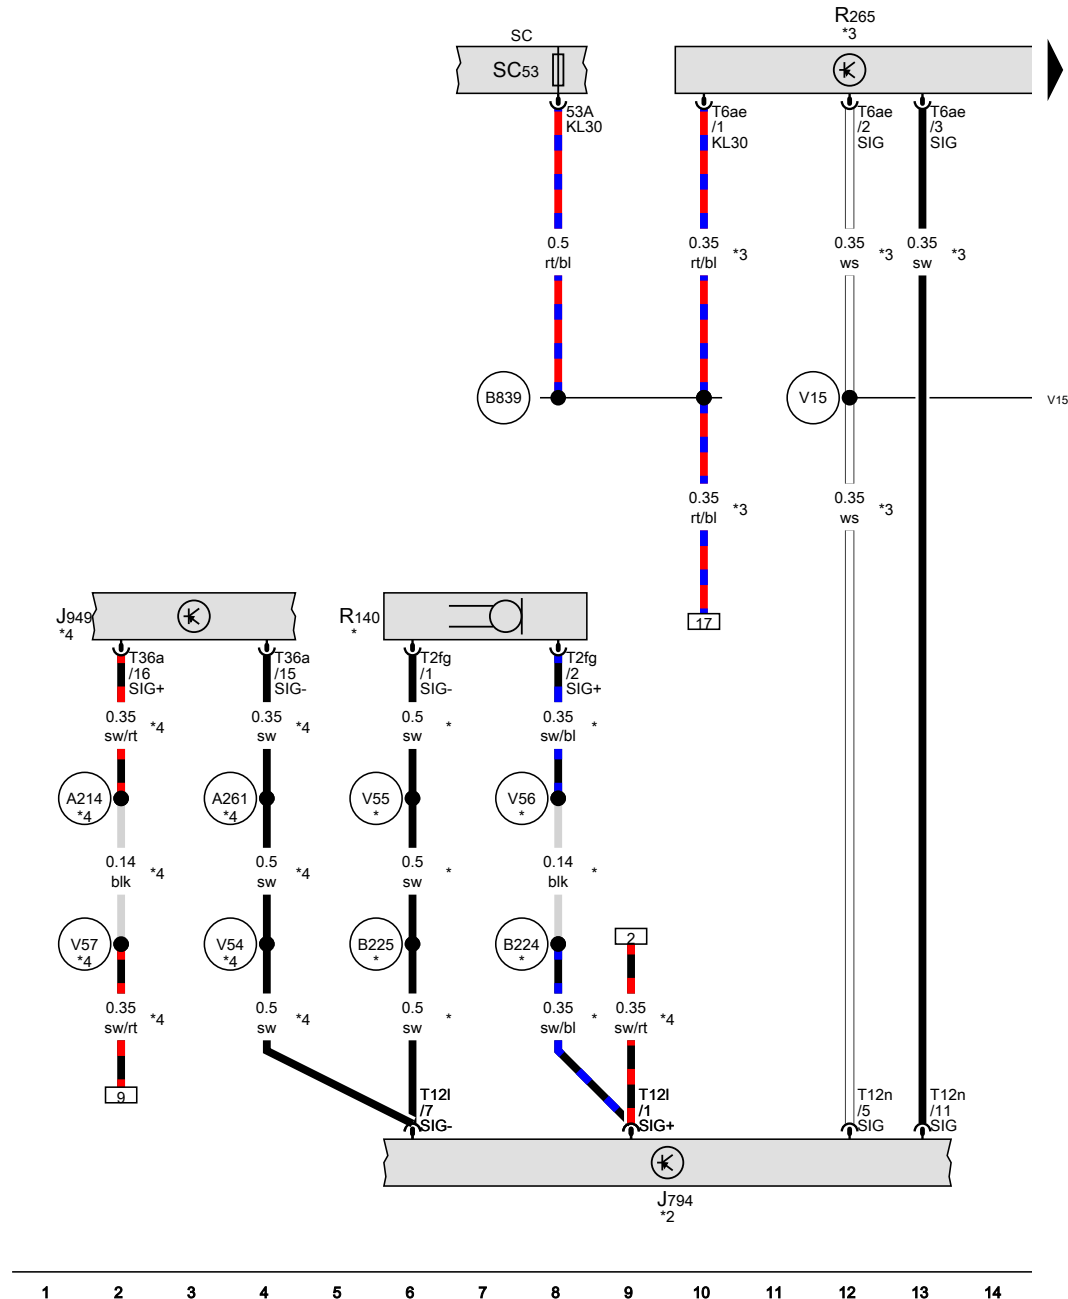 R265
*3
SC
SC53
53A
KL30
T6ae
/1
KL30
T6ae
/2
SIG
T6ae
/3
SIG
0.5
rt/bl
0.35
rt/bl
*3
0.35
ws
*3
0.35
sw
*3
B839
V15
V15
0.35
rt/bl
*3
0.35
ws
*3
17
J949
*4
R140
*
T36a
/16
SIG+
T36a
/15
SIG-
T2fg
/1
SIG-
T2fg
/2
SIG+
0.35
sw/rt
*4
0.35
sw
*4
0.5
sw
*
0.35
sw/bl
*
A214
*4
A261
*4
V55
*
V56
*
0.14
blk
*4
0.5
sw
*4
0.5
sw
*
0.14
blk
*
V57
*4
V54
*4
B225
*
B224
*
2
0.35
sw/rt
*4
0.5
sw
*4
0.5
sw
*
0.35
sw/bl
*
0.35
sw/rt
*4
9
T12l
/7
SIG-
T12l
/1
SIG+
T12n
/5
SIG
T12n
/11
SIG
J794
*2
1 2 3 4 5 6 7 8 9 10 11 12 13 14